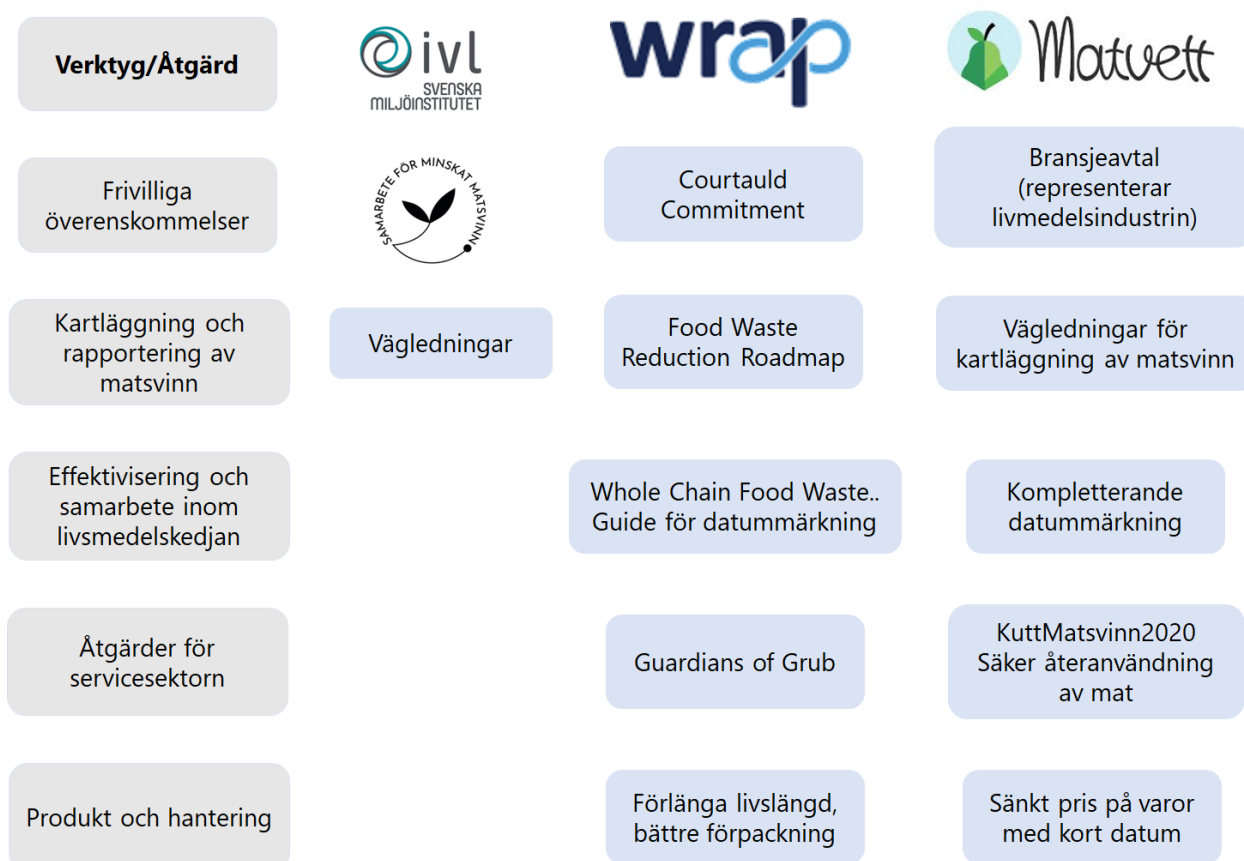 Verktyg/Åtgärd
ivl
SVENSKA
MILJÖINSTITUTET
wrap
Matvett
Frivilliga
överenskommelser
SAMARBETE FÖR MINSKAT MATSVINN
Courtauld
Commitment
Bransjeavtal
(representerar
livmedelsindustrin)
Kartläggning och
rapportering av
matsvinn
Vägledningar
Food Waste
Reduction Roadmap
Vägledningar för
kartläggning av matsvinn
Effektivisering och
samarbete inom
livsmedelskedjan
Whole Chain Food Waste..
Guide för datummärkning
Kompletterande
datummärkning
Åtgärder för
servicesektorn
Guardians of Grub
KuttMatsvinn2020
Säker återanvändning
av mat
Produkt och hantering
Förlänga livslängd,
bättre förpackning
Sänkt pris på varor
med kort datum